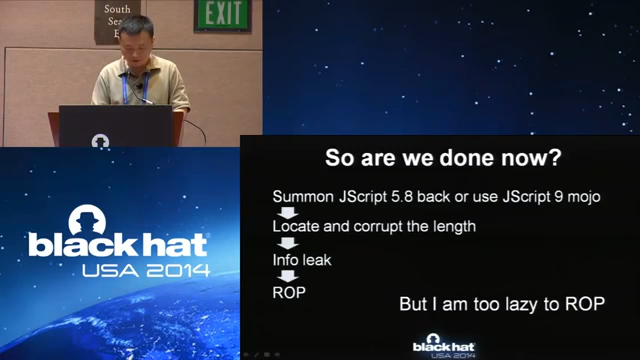 South
Sea
EXIT
So are we done now?
Summon JScript 5.8 back or use JScript 9 mojo
Locate and corrupt the length
Info leak
ROP
But I am too lazy to ROP
black hat
USA 2014
black hat
USA 2014